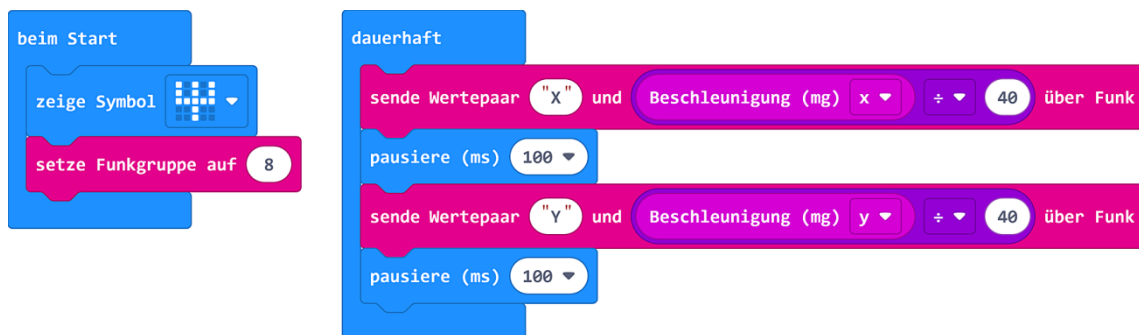 beim Start
zeige Symbol
setze Funkgruppe auf 8
dauerhaft
sende Wertepaar "X" und Beschleunigung (mg) x ÷ 40 über Funk
pausiere (ms) 100
sende Wertepaar "Y" und Beschleunigung (mg) y ÷ 40 über Funk
pausiere (ms) 100